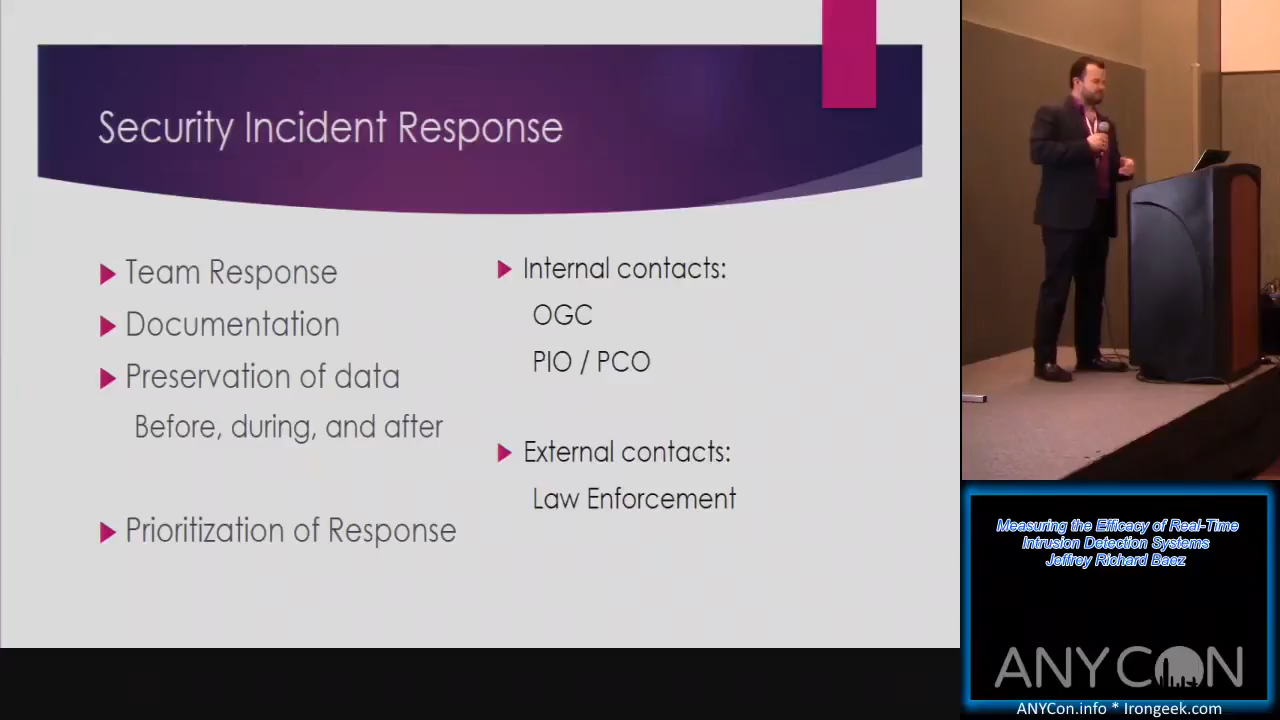 Security Incident Response
Team Response
Documentation
Preservation of data
Before, during, and after
Prioritization of Response
Internal contacts:
OGC
PIO / PCO
External contacts:
Law Enforcement
Measuring the Efficacy of Real-Time
Intrusion Detection Systems
Jeffrey Richard Baez
ANYCON
ANYCon.info * Irongeek.com